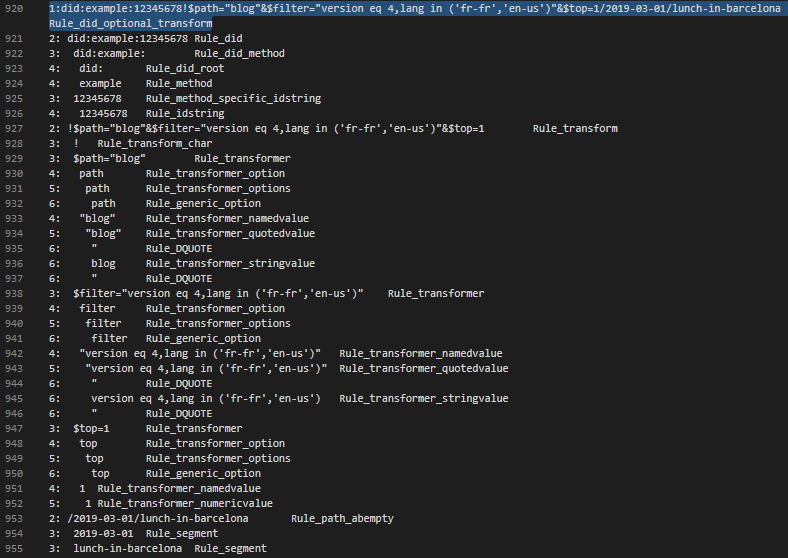 920 1:did:example:12345678!$path="blog"&$filter="version eq 4,lang in ('fr-fr','en-us')"&$top=1/2019-03-01/lunch-in-barcelona
Rule_did_optional_transform
921 2: did:example:12345678 Rule_did
922 3: did:example: Rule_did_method
923 4: did: Rule_did_root
924 4: example Rule_method
925 3: 12345678 Rule_method_specific_idstring
926 4: 12345678 Rule_idstring
927 2: !$path="blog"&$filter="version eq 4,lang in ('fr-fr','en-us')"&$top=1 Rule_transform
928 3: ! Rule_transform_char
929 3: $path="blog" Rule_transformer
930 4: path Rule_transformer_option
931 5: path Rule_transformer_options
932 6: path Rule_generic_option
933 4: "blog" Rule_transformer_namedvalue
934 5: "blog" Rule_transformer_quotedvalue
935 6: " Rule_DQUOTE
936 6: blog Rule_transformer_stringvalue
937 6: " Rule_DQUOTE
938 3: $filter="version eq 4,lang in ('fr-fr','en-us')" Rule_transformer
939 4: filter Rule_transformer_option
940 5: filter Rule_transformer_options
941 6: filter Rule_generic_option
942 4: "version eq 4,lang in ('fr-fr','en-us')" Rule_transformer_namedvalue
943 5: "version eq 4,lang in ('fr-fr','en-us')" Rule_transformer_quotedvalue
944 6: " Rule_DQUOTE
945 6: version eq 4,lang in ('fr-fr','en-us') Rule_transformer_stringvalue
946 6: " Rule_DQUOTE
947 3: $top=1 Rule_transformer
948 4: top Rule_transformer_option
949 5: top Rule_transformer_options
950 6: top Rule_generic_option
951 4: 1 Rule_transformer_namedvalue
952 5: 1 Rule_transformer_numericvalue
953 2: /2019-03-01/lunch-in-barcelona Rule_path_abempty
954 3: 2019-03-01 Rule_segment
955 3: lunch-in-barcelona Rule_segment